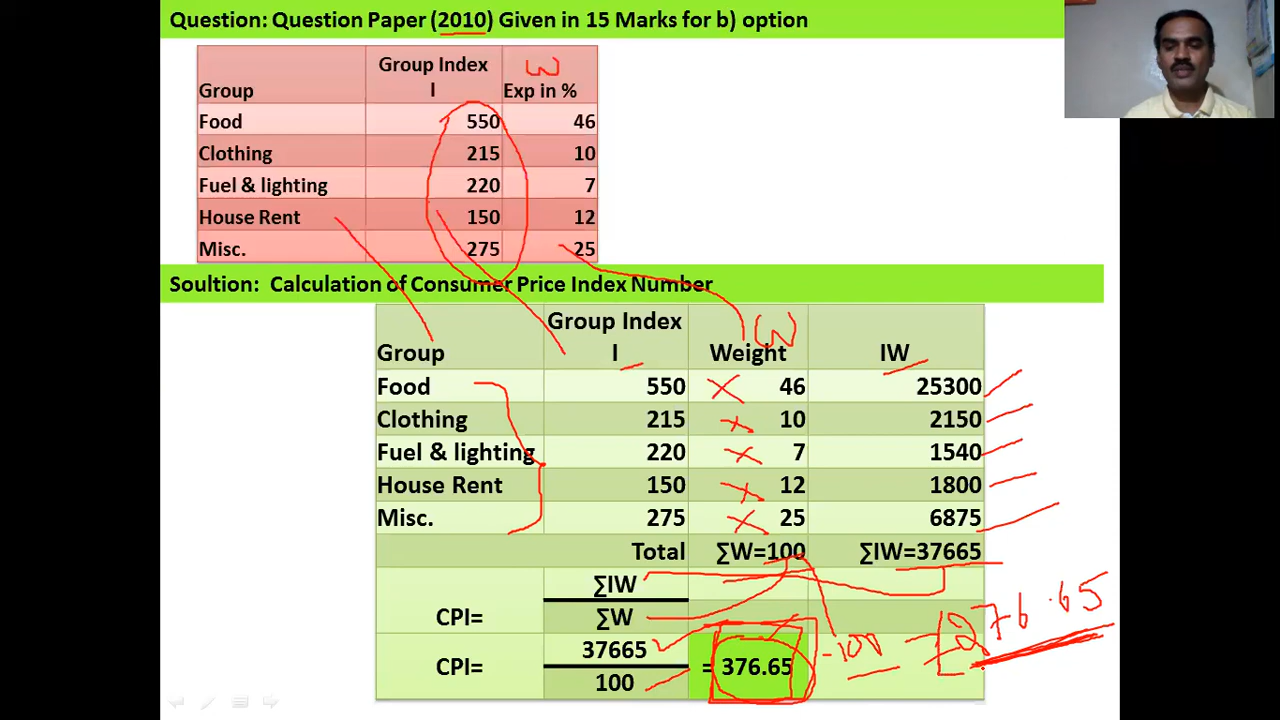 Question: Question Paper (2010) Given in 15 Marks for b) option
Group Index
I
W
Group
Exp in %
Food 550 46
Clothing 215 10
Fuel & lighting 220 7
House Rent 150 12
Misc. 275 25
Soultion: Calculation of Consumer Price Index Number
Group Index
W
Group I Weight IW
Food 550 × 46 25300
Clothing 215 × 10 2150
Fuel & lighting 220 × 7 1540
House Rent 150 × 12 1800
Misc. 275 × 25 6875
Total ∑W=100 ∑IW=37665
CPI= ∑IW
∑W
CPI= 37665
100
= 376.65 -100 = 276.65